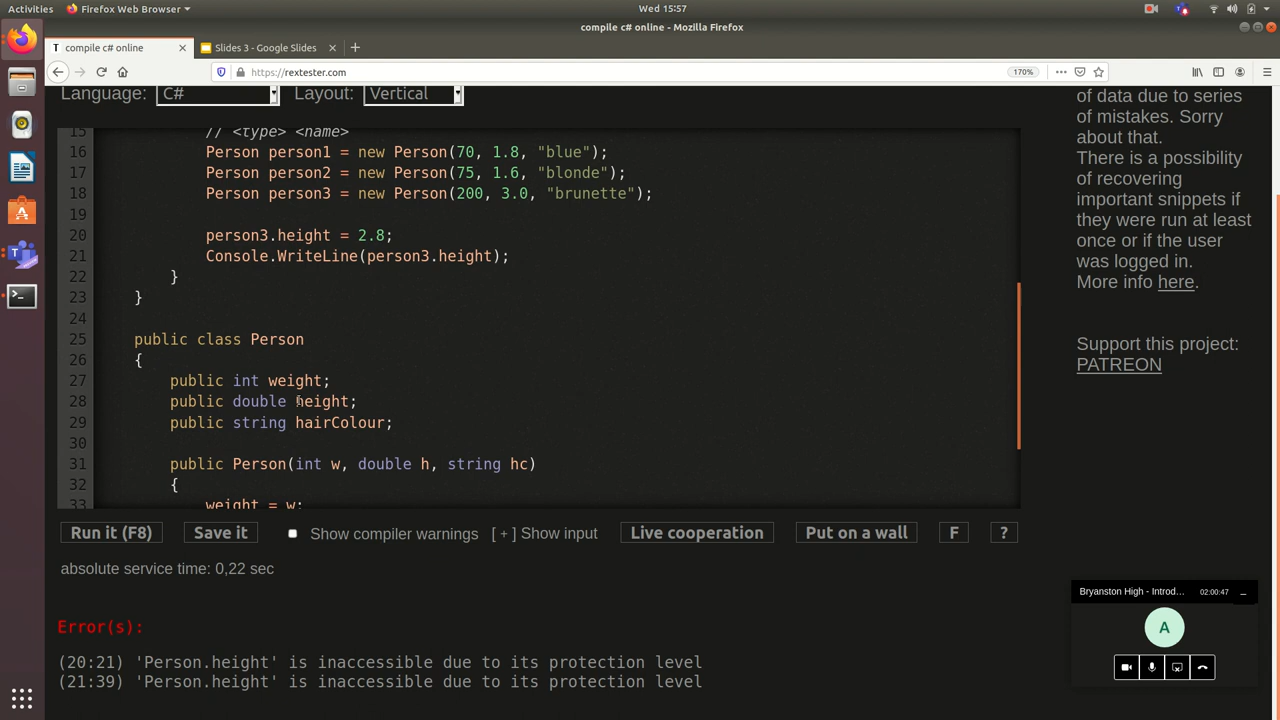 Activities
Firefox Web Browser
Wed 15:57
compile c# online - Mozilla Firefox
T compile c# online
Slides 3 - Google Slides
https://rextester.com
170%
Language: C# Layout: Vertical
15 // <type> <name>
16 Person person1 = new Person(70, 1.8, "blue");
17 Person person2 = new Person(75, 1.6, "blonde");
18 Person person3 = new Person(200, 3.0, "brunette");
19
20 person3.height = 2.8;
21 Console.WriteLine(person3.height);
22 }
23 }
24
25 public class Person
26 {
27 public int weight;
28 public double height;
29 public string hairColour;
30
31 public Person(int w, double h, string hc)
32 {
33 weight = w;
Run it (F8) Save it Show compiler warnings [ + ] Show input Live cooperation Put on a wall F ?
absolute service time: 0,22 sec
Error(s):
(20:21) 'Person.height' is inaccessible due to its protection level
(21:39) 'Person.height' is inaccessible due to its protection level
of data due to series
of mistakes. Sorry
about that.
There is a possibility
of recovering
important snippets if
they were run at least
once or if the user
was logged in.
More info here.
Support this project:
PATREON
Bryanston High - Introd... 02:00:47
A